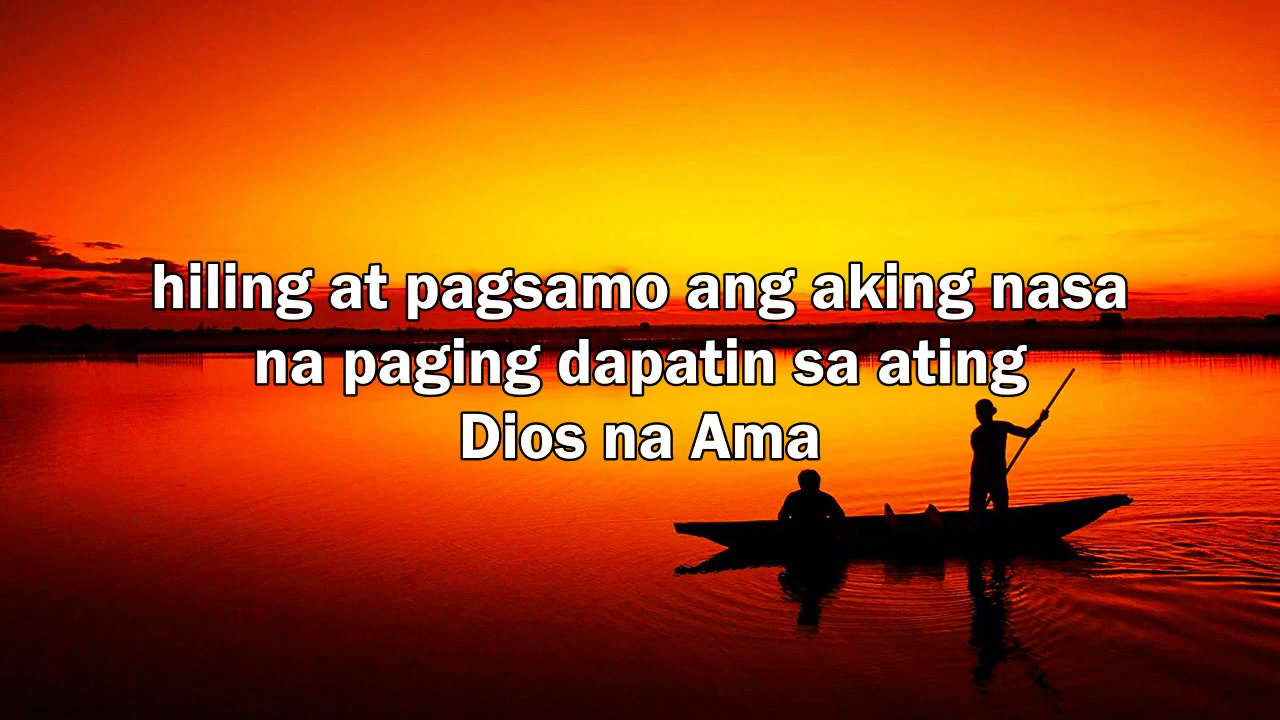 hiling at pagsamo ang aking nasa
na paging dapatin sa ating
Dios na Ama